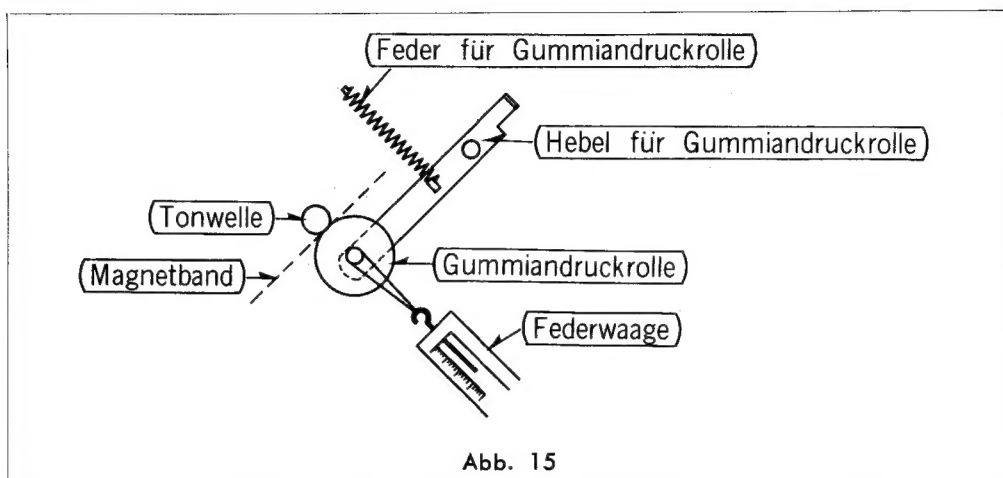 Feder für Gummiandruckrolle
Hebel für Gummiandruckrolle
Tonwelle
Magnetband
Gummiandruckrolle
Federwaage
Abb. 15